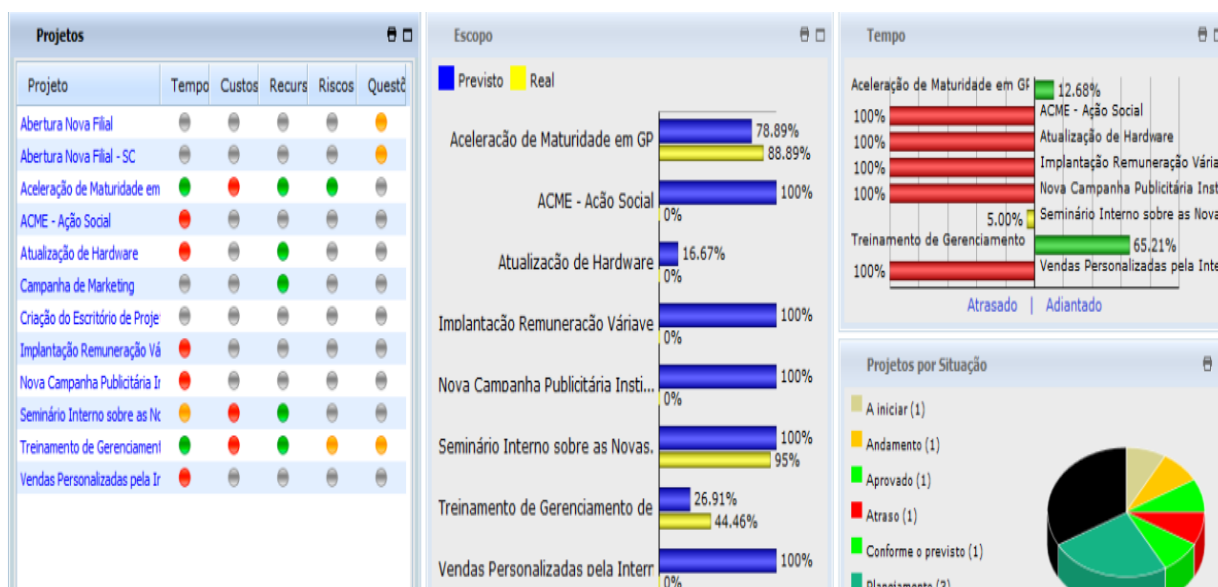 Projetos
Projeto Tempo Custos Recurs Riscos Questõ
Abertura Nova Filial
Abertura Nova Filial - SC
Aceleração de Maturidade em
ACME - Ação Social
Atualização de Hardware
Campanha de Marketing
Criação do Escritório de Proje
Implantação Remuneração Vá
Nova Campanha Publicitária Ir
Seminário Interno sobre as No
Treinamento de Gerenciament
Vendas Personalizadas pela Ir
Escopo
Previsto Real
Aceleracão de Maturidade em GP 78.89%
88.89%
ACME - Acão Social 100%
0%
Atualizacão de Hardware 16.67%
0%
Implantacão Remuneracão Váriave 100%
0%
Nova Campanha Publicitária Insti... 100%
0%
Seminário Interno sobre as Novas. 100%
95%
Treinamento de Gerenciamento de 26.91%
44.46%
Vendas Personalizadas pela Intern 100%
0%
Tempo
Aceleração de Maturidade em GP 12.68%
100% ACME - Ação Social
100% Atualização de Hardware
100% Implantação Remuneração Vária
100% Nova Campanha Publicitária Inst
5.00% Seminário Interno sobre as Nova
Treinamento de Gerenciamento 65.21%
100% Vendas Personalizadas pela Inte
Atrasado | Adiantado
Projetos por Situação
A iniciar (1)
Andamento (1)
Aprovado (1)
Atraso (1)
Conforme o previsto (1)
Planejamento (3)